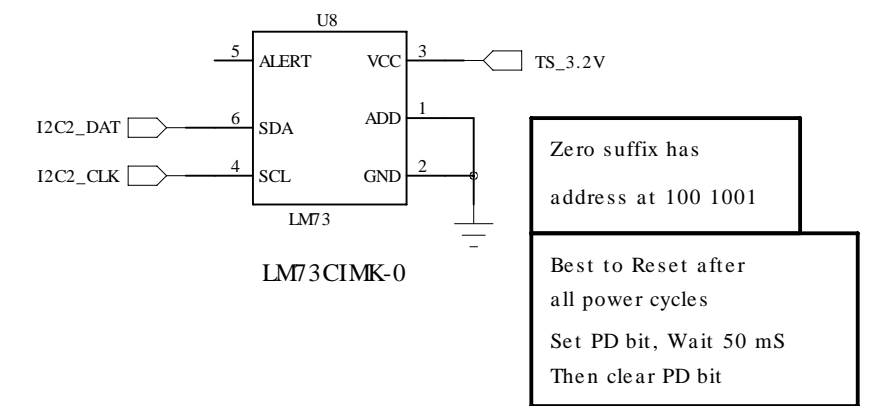 U8
5 ALERT VCC 3 TS_3.2V
I2C2_DAT 6 SDA ADD 1
I2C2_CLK 4 SCL GND 2
LM73
LM73CIMK-0
Zero suffix has
address at 100 1001
Best to Reset after
all power cycles
Set PD bit, Wait 50 mS
Then clear PD bit